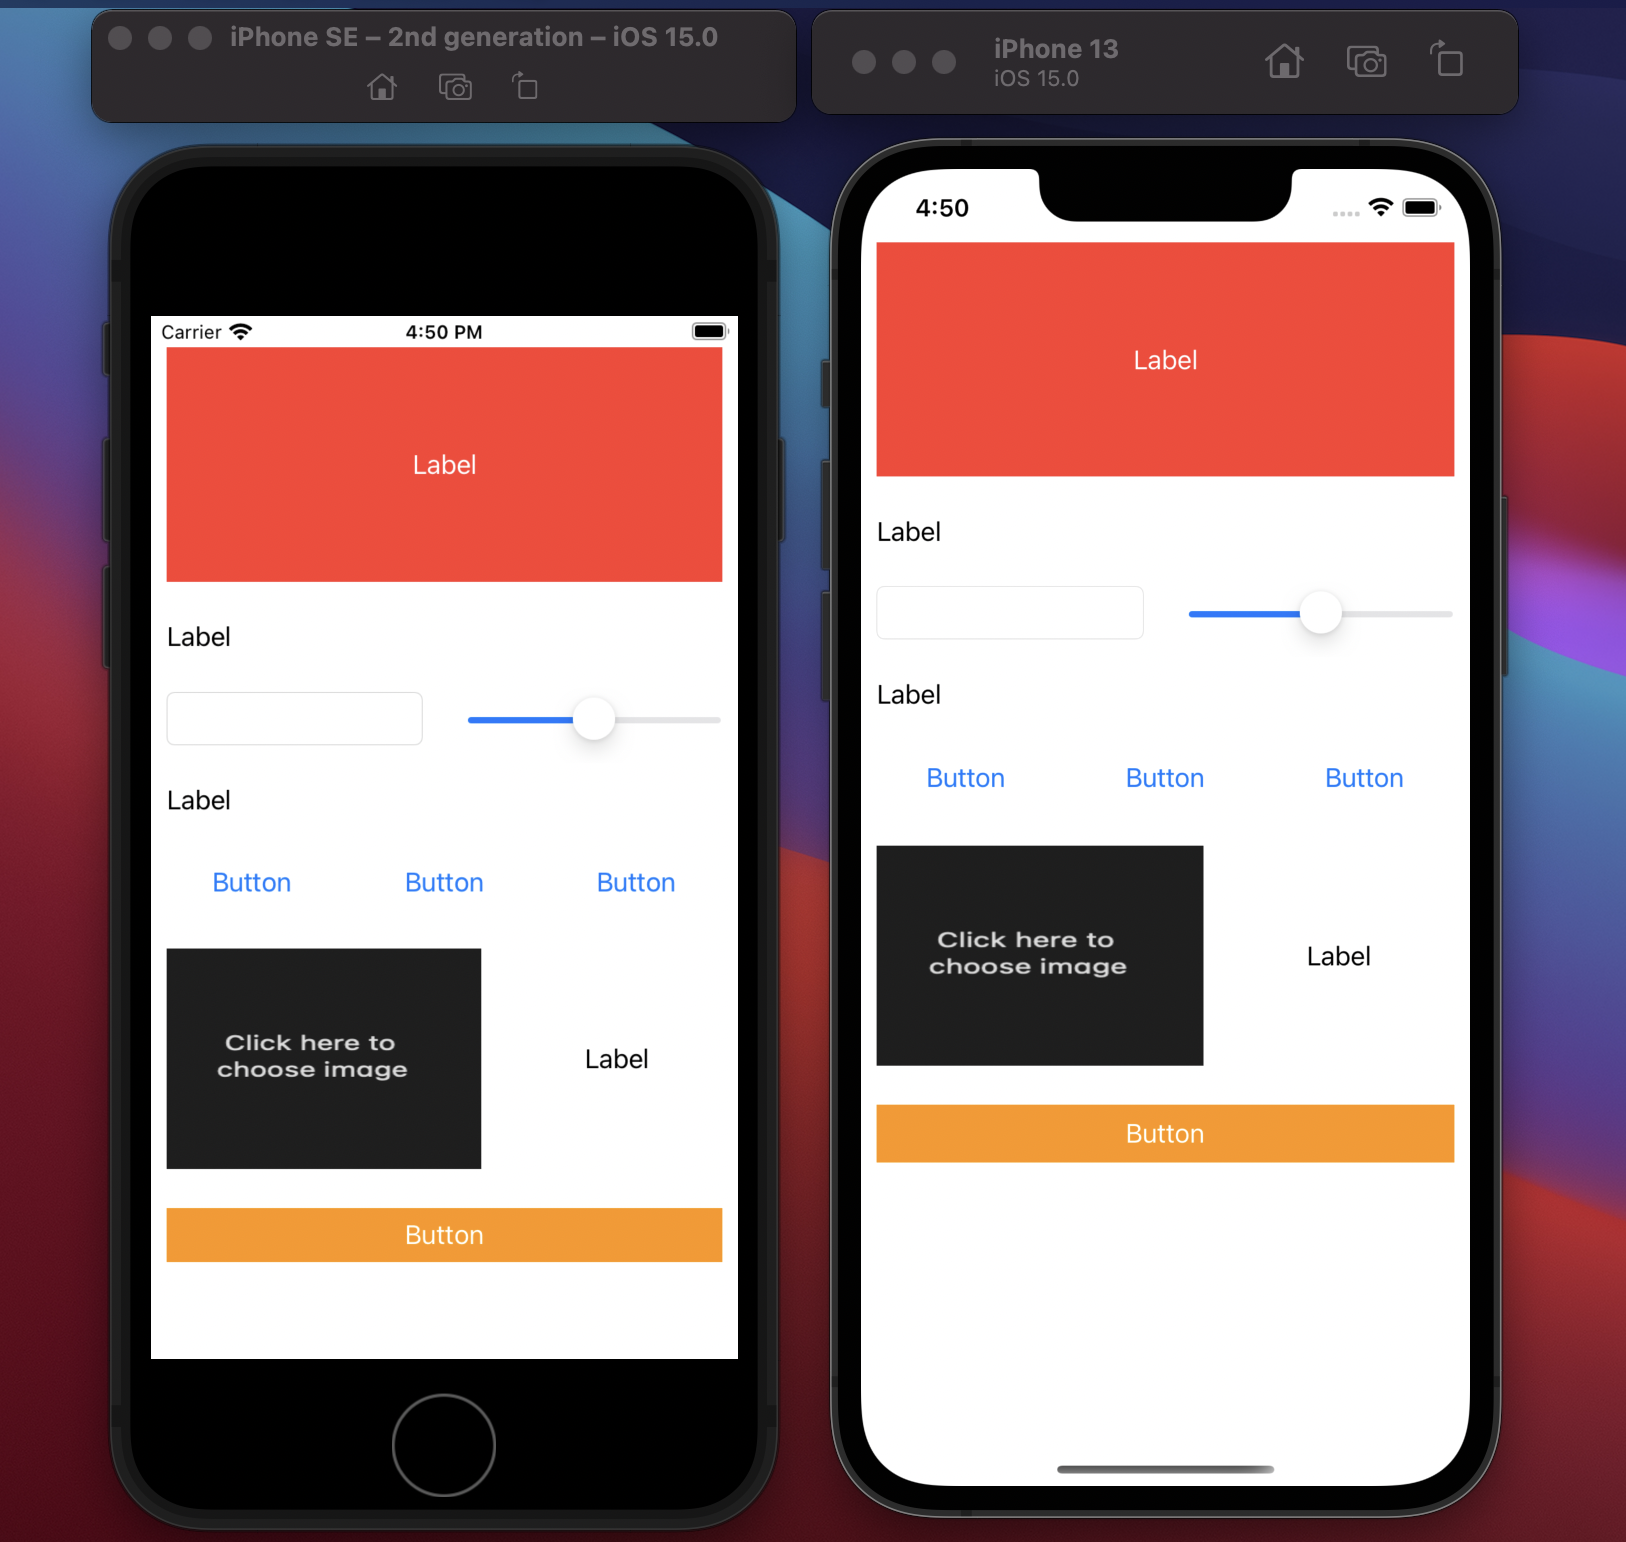 iPhone SE – 2nd generation – iOS 15.0
Carrier
4:50 PM
Label
Label
Label
Button
Button
Button
Click here to
choose image
Label
Button
iPhone 13
iOS 15.0
4:50
Label
Label
Label
Button
Button
Button
Click here to
choose image
Label
Button